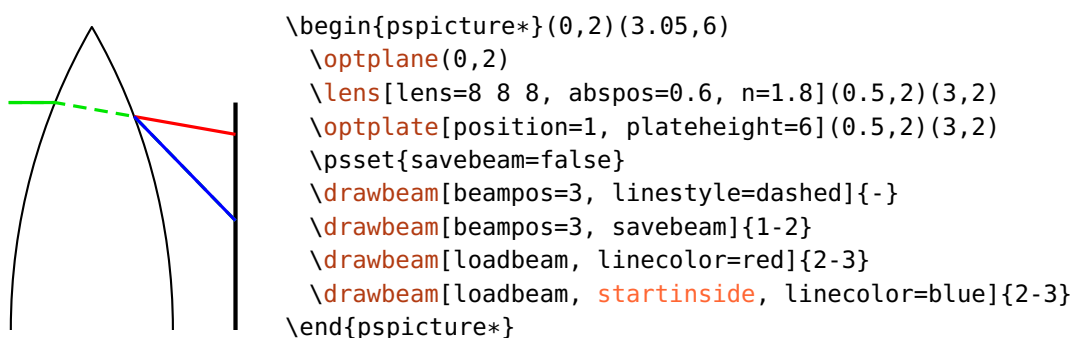 \begin{pspicture*}(0,2)(3.05,6)
\optplane(0,2)
\lens[lens=8 8 8, abspos=0.6, n=1.8](0.5,2)(3,2)
\optplate[position=1, plateheight=6](0.5,2)(3,2)
\psset{savebeam=false}
\drawbeam[beampos=3, linestyle=dashed]{-}
\drawbeam[beampos=3, savebeam]{1-2}
\drawbeam[loadbeam, linecolor=red]{2-3}
\drawbeam[loadbeam, startinside, linecolor=blue]{2-3}
\end{pspicture*}